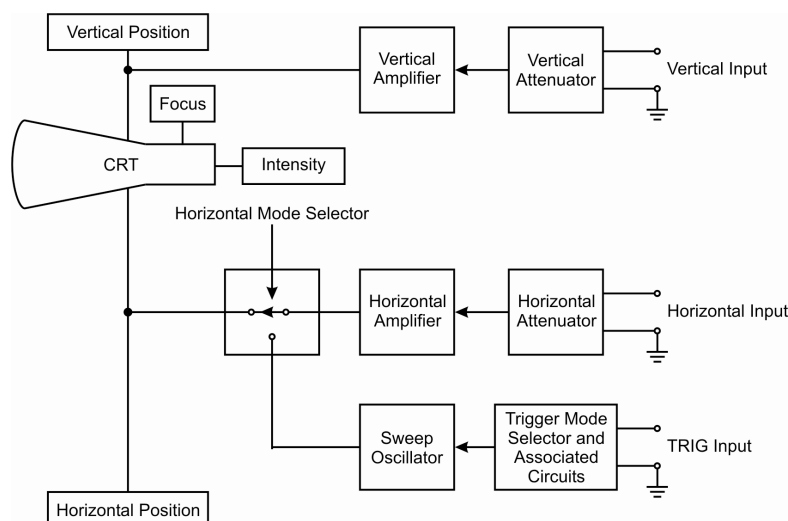 Vertical Position
Vertical
Amplifier
Vertical
Attenuator
Vertical Input
Focus
CRT
Intensity
Horizontal Mode Selector
Horizontal
Amplifier
Horizontal
Attenuator
Horizontal Input
Sweep
Oscillator
Trigger Mode
Selector and
Associated
Circuits
TRIG Input
Horizontal Position